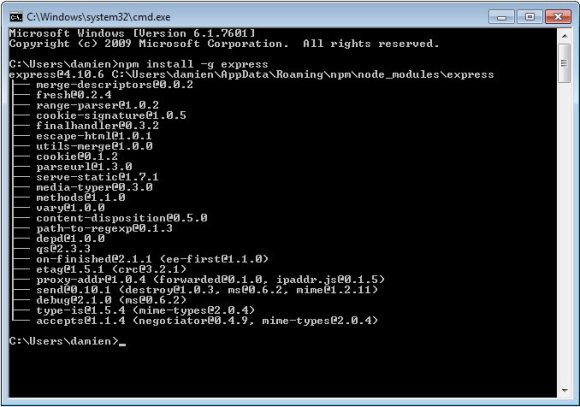 C:\Windows\system32\cmd.exe
Microsoft Windows [Version 6.1.7601]
Copyright (c) 2009 Microsoft Corporation.  All rights reserved.
C:\Users\damien>npm install -g express
express@4.10.6 C:\Users\damien\AppData\Roaming\npm\node_modules\express
├── merge-descriptors@0.0.2
├── fresh@0.2.4
├── range-parser@1.0.2
├── cookie-signature@1.0.5
├── finalhandler@0.3.2
├── escape-html@1.0.1
├── utils-merge@1.0.0
├── cookie@0.1.2
├── parseurl@1.3.0
├── serve-static@1.7.1
├── media-typer@0.3.0
├── methods@1.1.0
├── vary@1.0.0
├── content-disposition@0.5.0
├── path-to-regexp@0.1.3
├── depd@1.0.0
├── qs@2.3.3
├── on-finished@2.1.1 (ee-first@1.1.0)
├── etag@1.5.1 (crc@3.2.1)
├── proxy-addr@1.0.4 (forwarded@0.1.0, ipaddr.js@0.1.5)
├── send@0.10.1 (destroy@1.0.3, ms@0.6.2, mime@1.2.11)
├── debug@2.1.0 (ms@0.6.2)
├── type-is@1.5.4 (mime-types@2.0.4)
└── accepts@1.1.4 (negotiator@0.4.9, mime-types@2.0.4)
C:\Users\damien>_